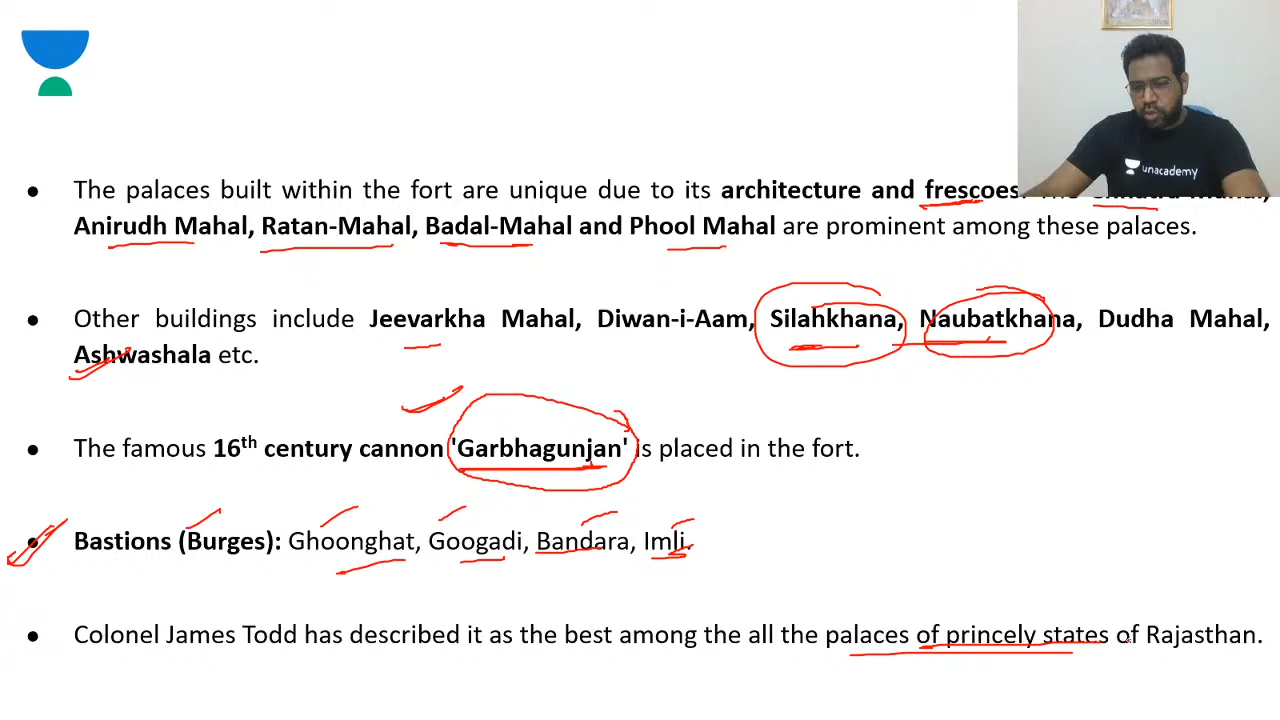 unacademy
• The palaces built within the fort are unique due to its architecture and frescoes.
Anirudh Mahal, Ratan-Mahal, Badal-Mahal and Phool Mahal are prominent among these palaces.
• Other buildings include Jeevarkha Mahal, Diwan-i-Aam, Silahkhana, Naubatkhana, Dudha Mahal,
Ashwashala etc.
• The famous 16th century cannon 'Garbhagunjan' is placed in the fort.
• Bastions (Burges): Ghoonghat, Googadi, Bandara, Imli.
• Colonel James Todd has described it as the best among the all the palaces of princely states of Rajasthan.